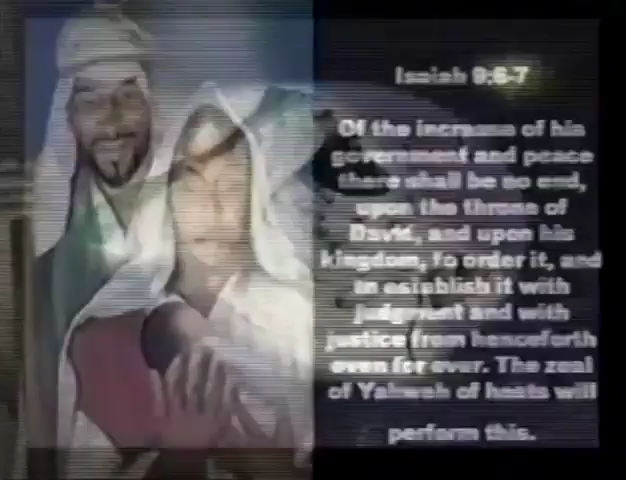 Isaiah 9:6-7
Of the increase of his
government and peace
there shall be no end,
upon the throne of
David, and upon his
kingdom, to order it, and
to establish it with
judgment and with
justice from henceforth
even for ever. The zeal
of Yahweh of hosts will
perform this.